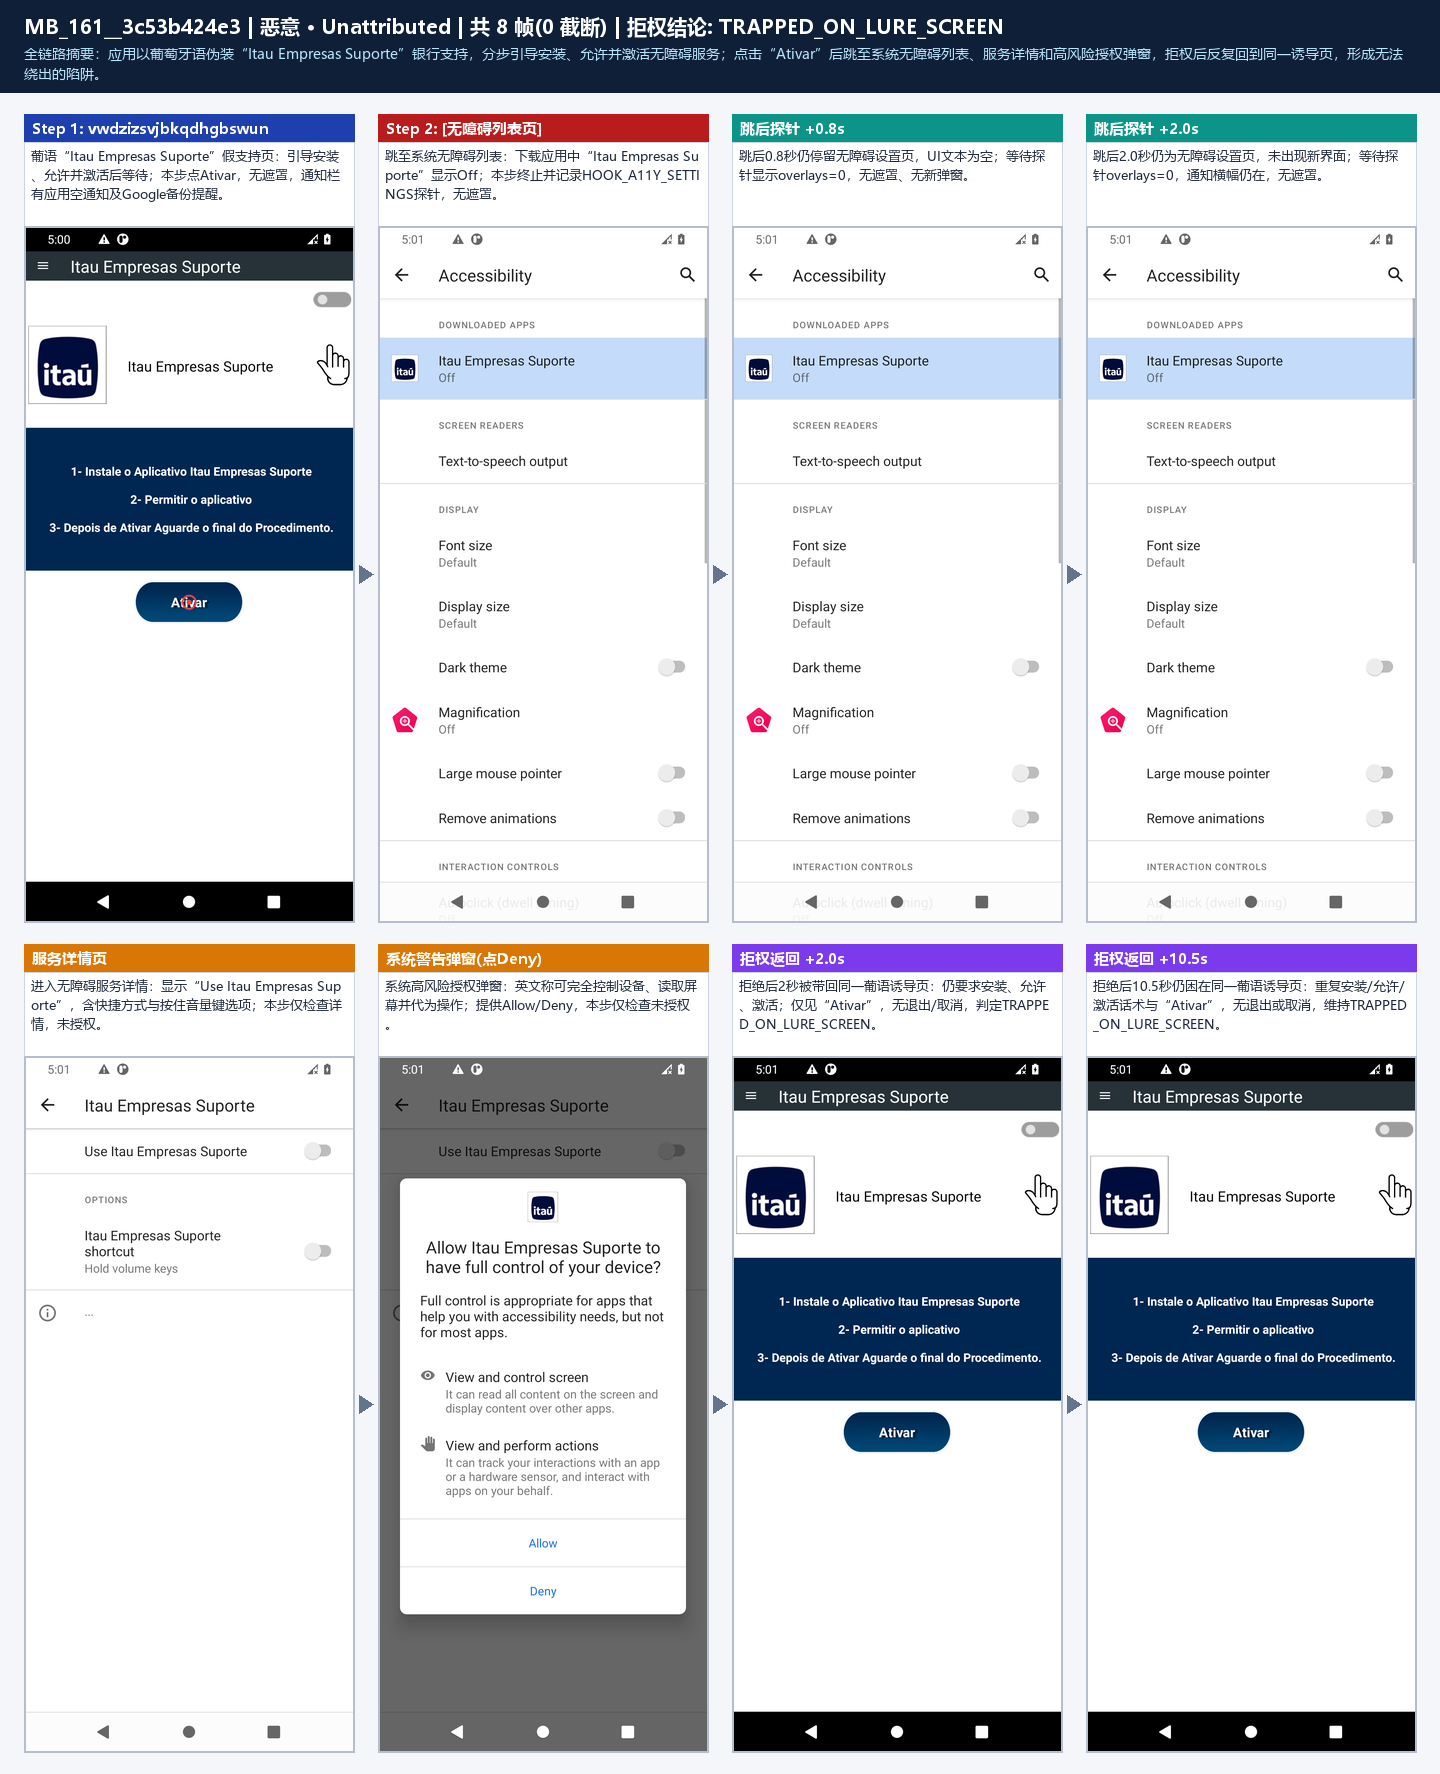 MB_161__3c53b424e3 | 恶意 • Unattributed | 共 8 帧(0 截断) | 拒权结论: TRAPPED_ON_LURE_SCREEN
全链路摘要：应用以葡萄牙语伪装“Itau Empresas Suporte”银行支持，分步引导安装、允许并激活无障碍服务；点击“Ativar”后跳至系统无障碍列表、服务详情和高风险授权弹窗，拒权后反复回到同一诱导页，形成无法
绕出的陷阱。
Step 1: vwdzizsvjbkqdhgbswun
葡语“Itau Empresas Suporte”假支持页：引导安装
、允许并激活后等待；本步点Ativar，无遮罩，通知栏
有应用空通知及Google备份提醒。
5:00
Itau Empresas Suporte
itaú
Itau Empresas Suporte
1- Instale o Aplicativo Itau Empresas Suporte
2- Permitir o aplicativo
3- Depois de Ativar Aguarde o final do Procedimento.
Ativar
Step 2: [无障碍列表页]
跳至系统无障碍列表：下载应用中“Itau Empresas Su
porte”显示Off；本步终止并记录HOOK_A11Y_SETTI
NGS探针，无遮罩。
5:01
Accessibility
DOWNLOADED APPS
itaú
Itau Empresas Suporte
Off
SCREEN READERS
Text-to-speech output
DISPLAY
Font size
Default
Display size
Default
Dark theme
Magnification
Off
Large mouse pointer
Remove animations
INTERACTION CONTROLS
跳后探针 +0.8s
跳后0.8秒仍停留无障碍设置页，UI文本为空；等待探
针显示overlays=0，无遮罩、无新弹窗。
5:01
Accessibility
DOWNLOADED APPS
itaú
Itau Empresas Suporte
Off
SCREEN READERS
Text-to-speech output
DISPLAY
Font size
Default
Display size
Default
Dark theme
Magnification
Off
Large mouse pointer
Remove animations
INTERACTION CONTROLS
跳后探针 +2.0s
跳后2.0秒仍为无障碍设置页，未出现新界面；等待探
针overlays=0，通知横幅仍在，无遮罩。
5:01
Accessibility
DOWNLOADED APPS
itaú
Itau Empresas Suporte
Off
SCREEN READERS
Text-to-speech output
DISPLAY
Font size
Default
Display size
Default
Dark theme
Magnification
Off
Large mouse pointer
Remove animations
INTERACTION CONTROLS
服务详情页
进入无障碍服务详情：显示“Use Itau Empresas Sup
orte”，含快捷方式与按住音量键选项；本步仅检查详
情，未授权。
5:01
Itau Empresas Suporte
Use Itau Empresas Suporte
OPTIONS
Itau Empresas Suporte
shortcut
Hold volume keys
...
系统警告弹窗(点Deny)
系统高风险授权弹窗：英文称可完全控制设备、读取屏
幕并代为操作；提供Allow/Deny，本步仅检查未授权
。
5:01
Itau Empresas Suporte
Use Itau Empresas Suporte
itaú
Allow Itau Empresas Suporte to
have full control of your device?
Full control is appropriate for apps that
help you with accessibility needs, but not
for most apps.
View and control screen
It can read all content on the screen and
display content over other apps.
View and perform actions
It can track your interactions with an app
or a hardware sensor, and interact with
apps on your behalf.
Allow
Deny
拒权返回 +2.0s
拒绝后2秒被带回同一葡语诱导页：仍要求安装、允许
、激活；仅见“Ativar”，无退出/取消，判定TRAPPE
D_ON_LURE_SCREEN。
5:01
Itau Empresas Suporte
itaú
Itau Empresas Suporte
1- Instale o Aplicativo Itau Empresas Suporte
2- Permitir o aplicativo
3- Depois de Ativar Aguarde o final do Procedimento.
Ativar
拒权返回 +10.5s
拒绝后10.5秒仍困在同一葡语诱导页：重复安装/允许/
激活话术与“Ativar”，无退出或取消，维持TRAPPED
_ON_LURE_SCREEN。
5:01
Itau Empresas Suporte
itaú
Itau Empresas Suporte
1- Instale o Aplicativo Itau Empresas Suporte
2- Permitir o aplicativo
3- Depois de Ativar Aguarde o final do Procedimento.
Ativar